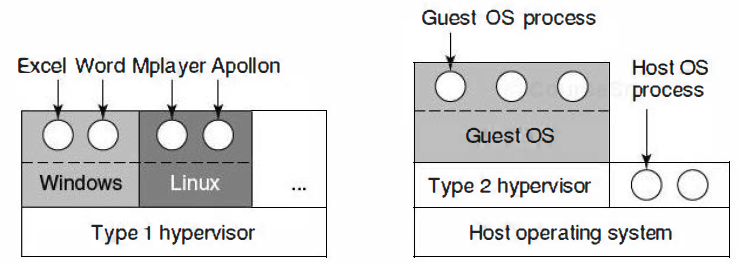 Excel Word Mplayer Apollon
Windows
Linux
...
Type 1 hypervisor
Guest OS process
Host OS
process
Guest OS
Type 2 hypervisor
Host operating system